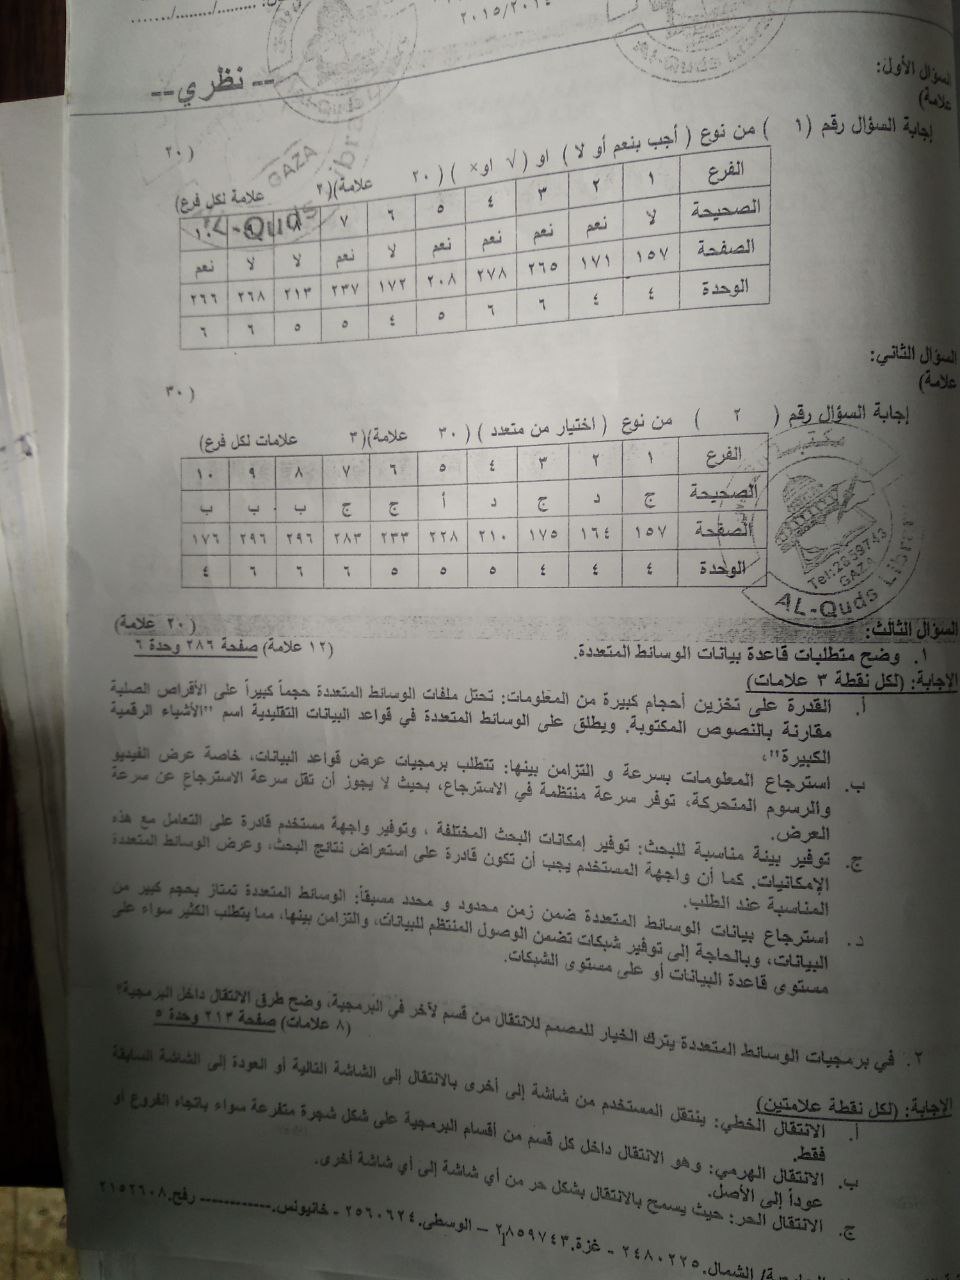 ٢٠١٤/٢٠١٥
-- نظري --
السؤال الأول:
(٢٠ علامة)
إجابة السؤال رقم (١ ) من نوع ( أجب بنعم أو لا ) او ( √ او× ) (٢٠ علامة)(٢ علامة لكل فرع)
الفرع ١ ٢ ٣ ٤ ٥ ٦ ٧ ١٠
الصحيحة لا نعم نعم نعم نعم لا نعم لا لا نعم
الصفحة ١٥٧ ١٧١ ٢٦٥ ٢٧٨ ٢٠٨ ١٧٢ ٢٣٧ ٢١٣ ٢٦٨ ٢٦٦
الوحدة ٤ ٤ ٦ ٦ ٥ ٤ ٥ ٥ ٦ ٦
السؤال الثاني:
(٣٠ علامة)
إجابة السؤال رقم ( ٢ ) من نوع ( اختيار من متعدد ) (٣٠ علامة)(٣ علامات لكل فرع)
الفرع ١ ٢ ٣ ٤ ٥ ٦ ٧ ٨ ٩ ١٠
الصحيحة ج د ج د أ ج ج ب ب ب
الصفحة ١٥٧ ١٦٤ ١٧٥ ٢١٠ ٢٢٨ ٢٣٣ ٢٨٣ ٢٩٦ ٢٩٦ ١٧٦
الوحدة ٤ ٤ ٤ ٥ ٥ ٥ ٦ ٦ ٦ ٤
Tel:2859743
GAZA
AL-Quds Library
السؤال الثالث: (٢٠ علامة)
١. وضح متطلبات قاعدة بيانات الوسائط المتعددة. (١٢ علامة) صفحة ٢٨٦ وحدة ٦
الإجابة: (لكل نقطة ٣ علامات)
أ. القدرة على تخزين أحجام كبيرة من المعلومات: تحتل ملفات الوسائط المتعددة حجماً كبيراً على الأقراص الصلبة
مقارنة بالنصوص المكتوبة. ويطلق على الوسائط المتعددة في قواعد البيانات التقليدية اسم "الأشياء الرقمية
الكبيرة"،
ب. استرجاع المعلومات بسرعة و التزامن بينها: تتطلب برمجيات عرض قواعد البيانات، خاصة عرض الفيديو
والرسوم المتحركة، توفر سرعة منتظمة في الاسترجاع، بحيث لا يجوز أن تقل سرعة الاسترجاع عن سرعة
العرض.
ج. توفير بيئة مناسبة للبحث: توفير إمكانات البحث المختلفة ، وتوفير واجهة مستخدم قادرة على التعامل مع هذه
الإمكانيات. كما أن واجهة المستخدم يجب أن تكون قادرة على استعراض نتائج البحث، وعرض الوسائط المتعددة
المناسبة عند الطلب.
د. استرجاع بيانات الوسائط المتعددة ضمن زمن محدود و محدد مسبقاً: الوسائط المتعددة تمتاز بحجم كبير من
البيانات، وبالحاجة إلى توفير شبكات تضمن الوصول المنتظم للبيانات، والتزامن بينها، مما يتطلب الكثير سواء على
مستوى قاعدة البيانات أو على مستوى الشبكات.
٢. في برمجيات الوسائط المتعددة يترك الخيار للمصمم للانتقال من قسم لآخر في البرمجية، وضح طرق الانتقال داخل البرمجية؟
(٨ علامات) صفحة ٢١٣ وحدة ٥
الإجابة: (لكل نقطة علامتين)
أ. الانتقال الخطي: ينتقل المستخدم من شاشة إلى أخرى بالانتقال إلى الشاشة التالية أو العودة إلى الشاشة السابقة
فقط.
ب. الانتقال الهرمي: وهو الانتقال داخل كل قسم من أقسام البرمجية على شكل شجرة متفرعة سواء باتجاه الفروع أو
عوداً إلى الأصل.
ج. الانتقال الحر: حيث يسمح بالانتقال بشكل حر من أي شاشة إلى أي شاشة أخرى.
الشمال.٢٤٨٠٢٢٥ - غزة.٢٨٥٩٧٤٣ – الوسطى.٢٥٦٠٦٢٤ - خانيونس.----------- رفح.٢١٥٢٦٠٨